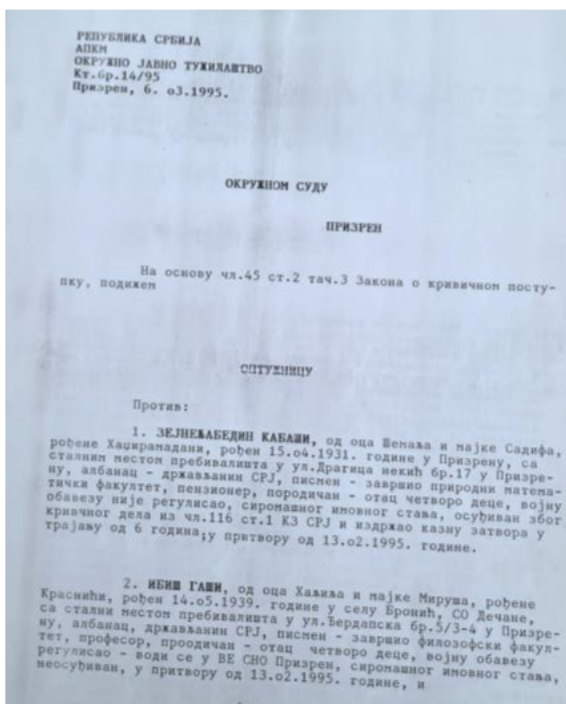 РЕПУБЛИКА СРБИЈА
АПКМ
ОКРУЖНО ЈАВНО ТУЖИЛАШТВО
Кт.бр.14/95
Призрен, 6. о3.1995.
ОКРУЖНОМ СУДУ
ПРИЗРЕН
На основу чл.45 ст.2 тач.3 Закона о кривичном посту-
пку, подижем
ОПТУЖНИЦУ
Против:
1. ЗЕЈНЕЛАБЕДИН КАБАШИ, од оца Шемаља и мајке Садифа,
рођене Хаџирамадани, рођен 15.о4.1931. године у Призрену, са
сталним местом пребивалишта у ул.Драгица бр.17 у Призре-
ну, албанац - држављанин СРЈ, писмен - завршио природни матема-
тички факултет, пензионер, породичан - отац четворо деце, војну
обавезу није регулисао, сиромашног имовног става, осуђиван због
кривчног дела из чл.116 ст.1 КЗ СРЈ и издржао казну затвора у
трајању од 6 година;у притвору од 13.о2.1995. године.
2. ИБИШ ГАШИ, од оца Хаљиља и мајке Мируша, рођене
Краснићи, рођен 14.о5.1939. године у селу Бронић, СО Дечане,
са стални местом пребивалишта у ул.Ђердапска бр.5/3-4 у Призре-
ну, албанац, држављанин СРЈ, писмен - завршио филозофски факул-
тет, професор, проодичан - отац четворо деце, војну обавезу
регулисао - води се у ВЕ СНО Призрен, сиромашног имовног става,
неосуђиван, у притвору од 13.о2.1995. године, и